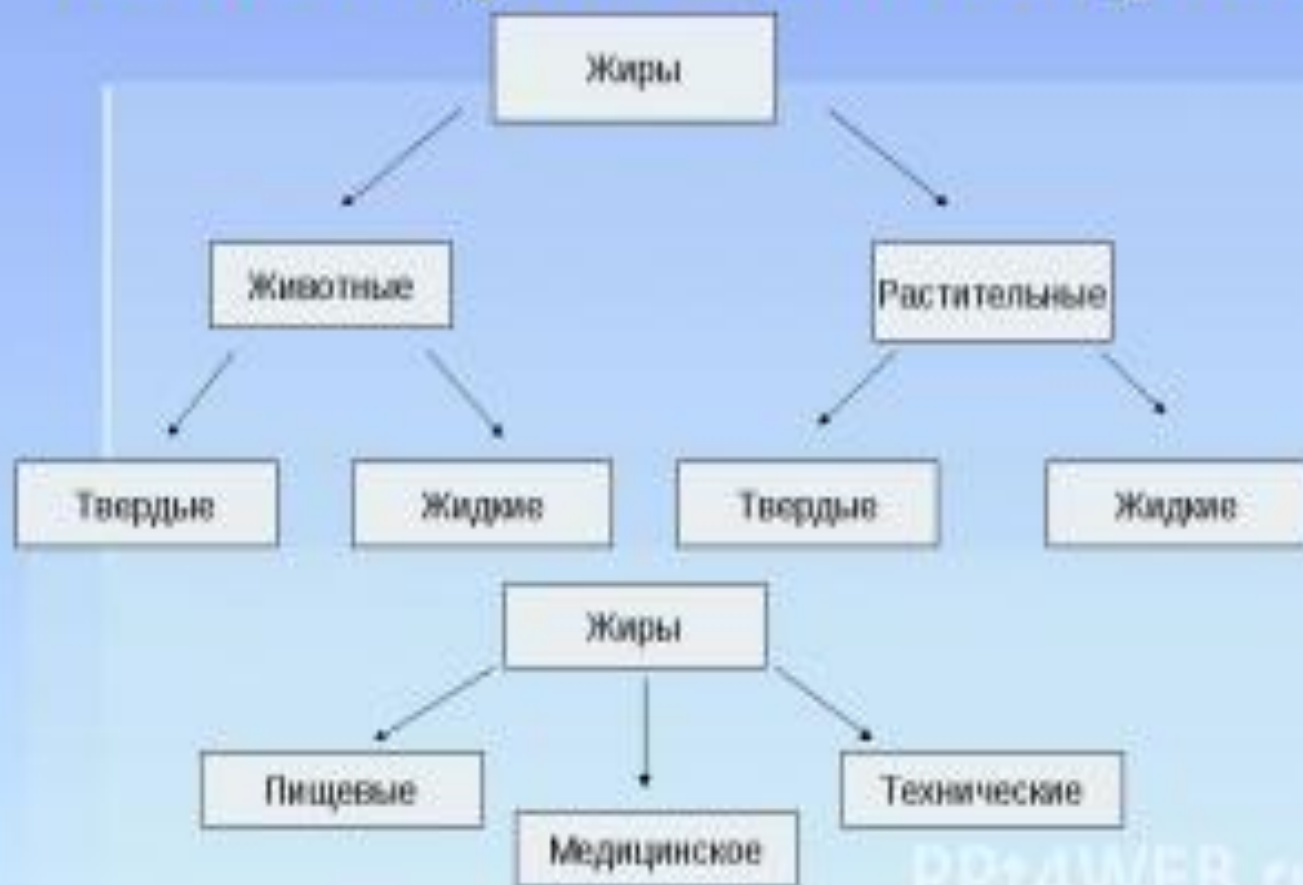 Жиры
Животные
Растительные
Твердые
Жидкие
Твердые
Жидкие
Жиры
Пищевые
Технические
Медицинское